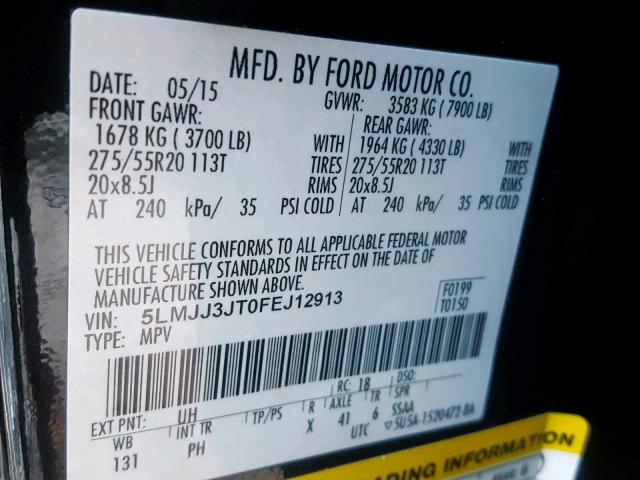 MFD. BY FORD MOTOR CO.
DATE: 05/15 GVWR: 3583 KG (7900 LB)
FRONT GAWR: REAR GAWR:
1678 KG (3700 LB) WITH 1964 KG (4330 LB) WITH
275/55R20 113T TIRES 275/55R20 113T TIRES
20x8.5J RIMS 20x8.5J RIMS
AT 240 kPa/ 35 PSI COLD AT 240 kPa/ 35 PSI COLD
THIS VEHICLE CONFORMS TO ALL APPLICABLE FEDERAL MOTOR
VEHICLE SAFETY STANDARDS IN EFFECT ON THE DATE OF
MANUFACTURE SHOWN ABOVE.
F0199
VIN: 5LMJJ3JT0FEJ12913 T0150
TYPE: MPV
RC: 18 DSO:
EXT PNT: UH TP/PS R AXLE TR SPR
WB INT TR X 41 6 SSAA
131 PH UTC SU5A-1520472-BA
ADING INFORMATION